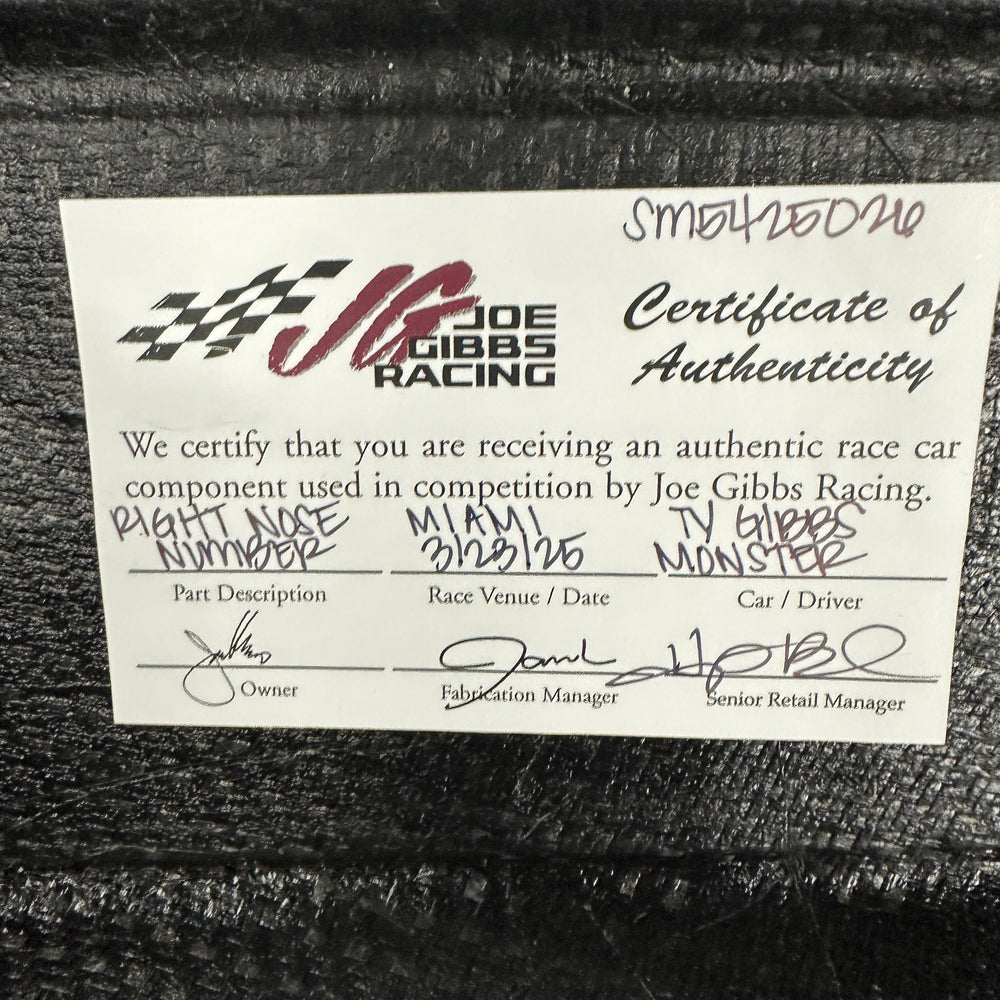 SM5425026
JG JOE
GIBBS
RACING
Certificate of
Authenticity
We certify that you are receiving an authentic race car
component used in competition by Joe Gibbs Racing.
RIGHT NOSE
NUMBER
MIAMI
3/23/25
TY GIBBS
MONSTER
Part Description
Race Venue / Date
Car / Driver
Owner
Fabrication Manager
Senior Retail Manager